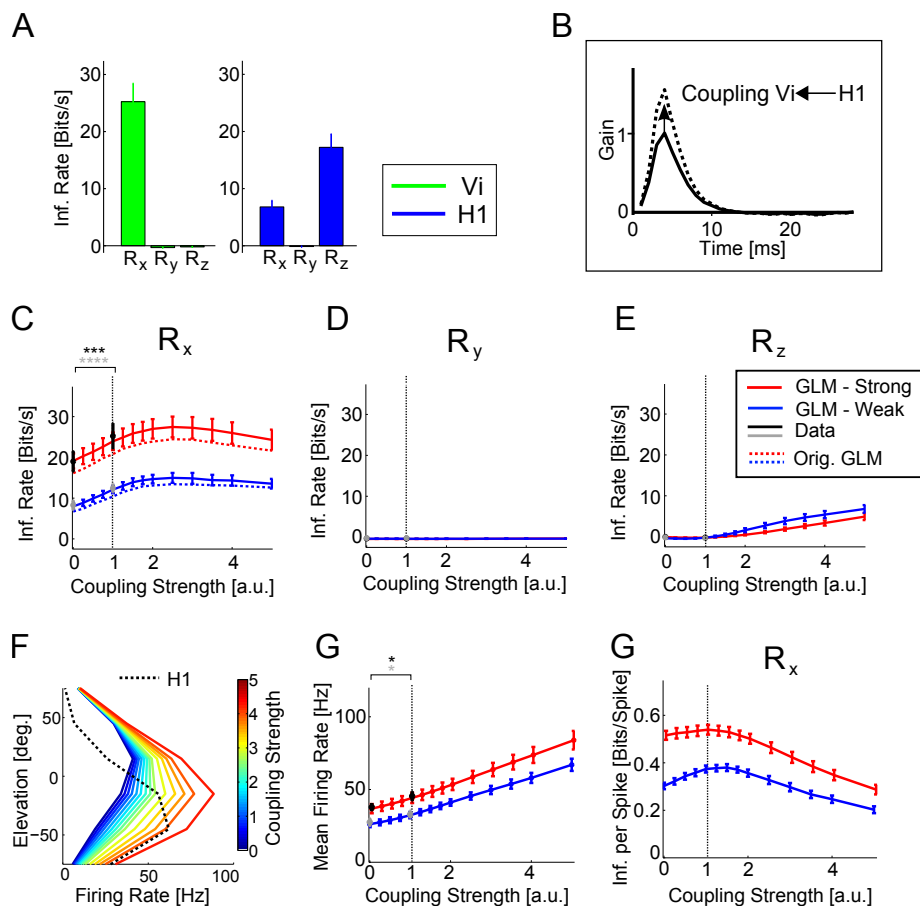 A
Inf. Rate [Bits/s]
30
20
10
0
Rx Ry Rz
30
20
10
0
Rx Ry Rz
Vi
H1
B
Coupling Vi H1
Gain
1
0
0 10 20
Time [ms]
C
Rx
***
****
Inf. Rate [Bits/s]
30
20
10
0
0 1 2 4
Coupling Strength [a.u.]
D
Ry
Inf. Rate [Bits/s]
30
20
10
0
0 1 2 4
Coupling Strength [a.u.]
E
Rz
Inf. Rate [Bits/s]
30
20
10
0
0 1 2 4
Coupling Strength [a.u.]
GLM - Strong
GLM - Weak
Data
Orig. GLM
F
H1
Elevation [deg.]
50
0
−50
0 50 100
Firing Rate [Hz]
5
4
3
2
1
0
Coupling Strength
G
*
*
Mean Firing Rate [Hz]
100
50
0
0 1 2 4
Coupling Strength [a.u.]
G
Rx
Inf. per Spike [Bits/Spike]
0.6
0.4
0.2
0
0 1 2 4
Coupling Strength [a.u.]